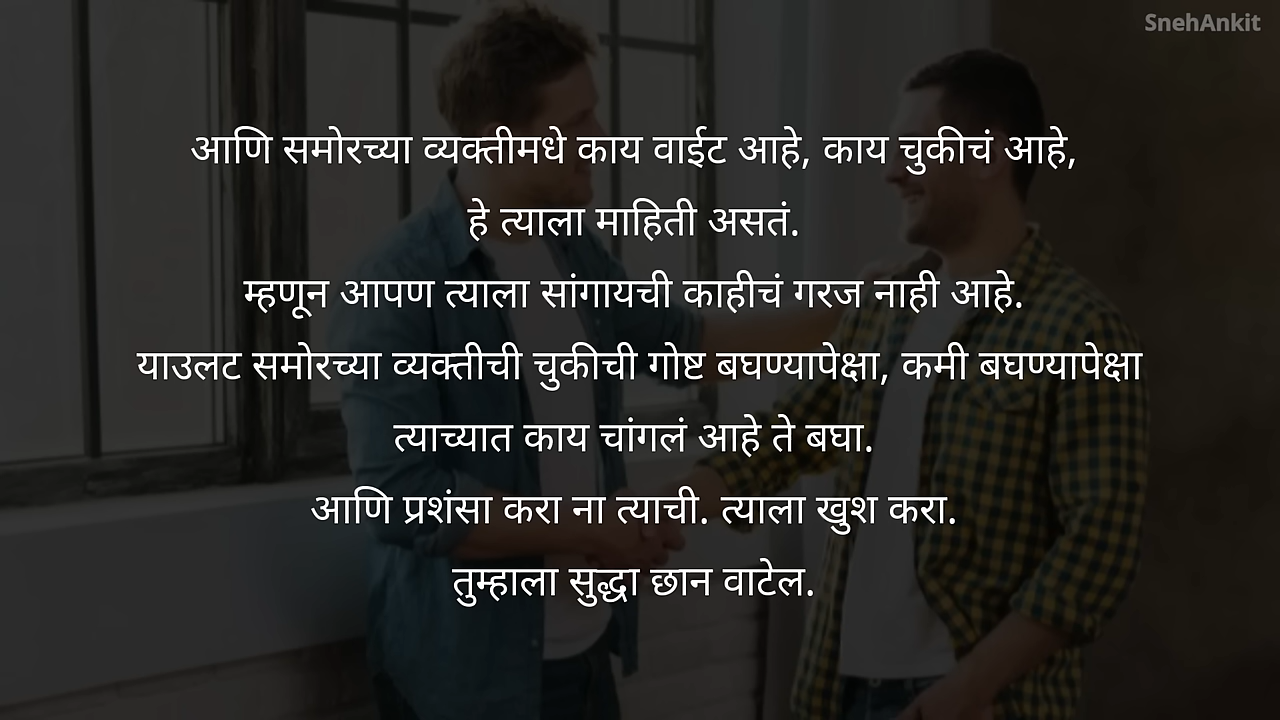 SnehAnkit
आणि समोरच्या व्यक्तीमधे काय वाईट आहे, काय चुकीचं आहे,
हे त्याला माहिती असतं.
म्हणून आपण त्याला सांगायची काहीचं गरज नाही आहे.
याउलट समोरच्या व्यक्तीची चुकीची गोष्ट बघण्यापेक्षा, कमी बघण्यापेक्षा
त्याच्यात काय चांगलं आहे ते बघा.
आणि प्रशंसा करा ना त्याची. त्याला खुश करा.
तुम्हाला सुद्धा छान वाटेल.